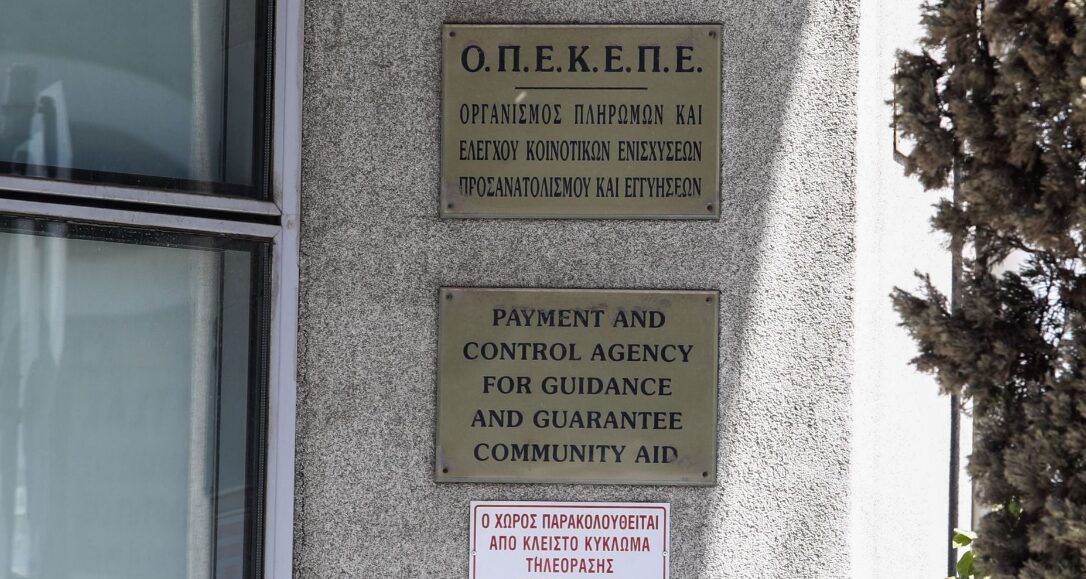 Ο.Π.Ε.Κ.Ε.Π.Ε.
ΟΡΓΑΝΙΣΜΟΣ ΠΛΗΡΩΜΩΝ ΚΑΙ
ΕΛΕΓΧΟΥ ΚΟΙΝΟΤΙΚΩΝ ΕΝΙΣΧΥΣΕΩΝ
ΠΡΟΣΑΝΑΤΟΛΙΣΜΟΥ ΚΑΙ ΕΓΓΥΗΣΕΩΝ
PAYMENT AND
CONTROL AGENCY
FOR GUIDANCE
AND GUARANTEE
COMMUNITY AID
Ο ΧΩΡΟΣ ΠΑΡΑΚΟΛΟΥΘΕΙΤΑΙ
ΑΠΟ ΚΛΕΙΣΤΟ ΚΥΚΛΩΜΑ
ΤΗΛΕΟΡΑΣΗΣ